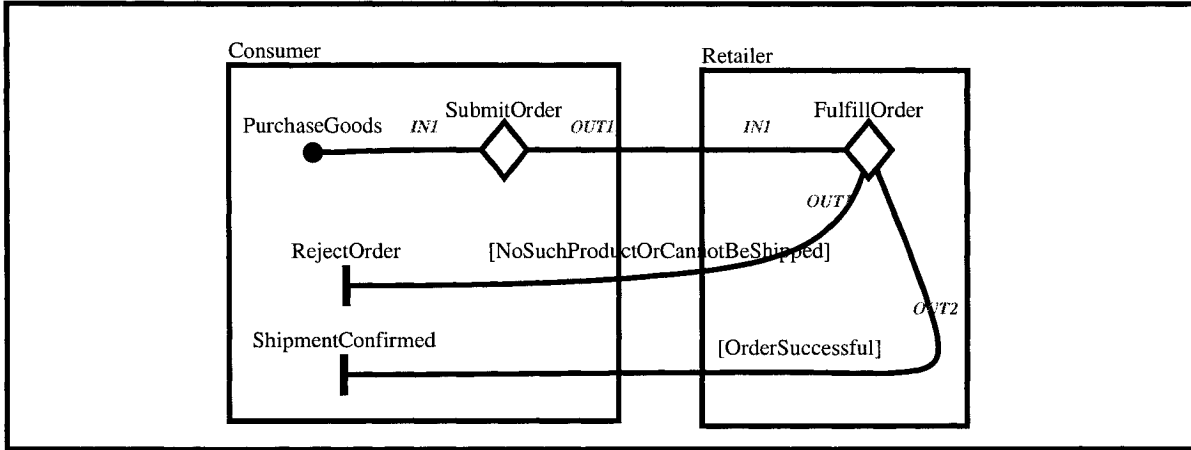 Consumer
Retailer
SubmitOrder
FulfillOrder
PurchaseGoods
IN1
OUT1
IN1
OUT1
RejectOrder
[NoSuchProductOrCannotBeShipped]
OUT2
ShipmentConfirmed
[OrderSuccessful]